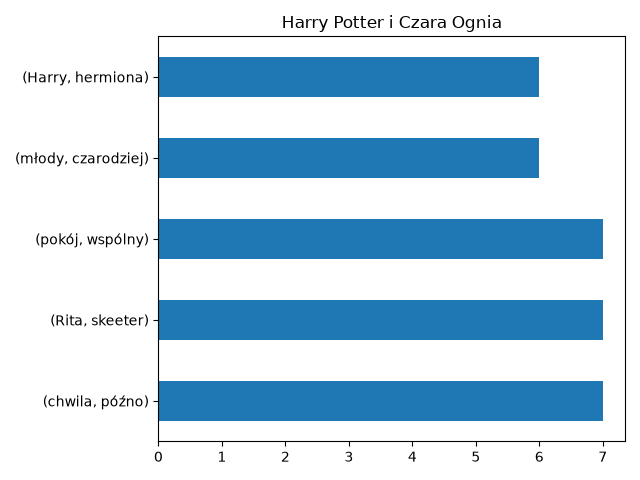 Harry Potter i Czara Ognia
(Harry, hermiona)
(młody, czarodziej)
(pokój, wspólny)
(Rita, skeeter)
(chwila, późno)
0 1 2 3 4 5 6 7